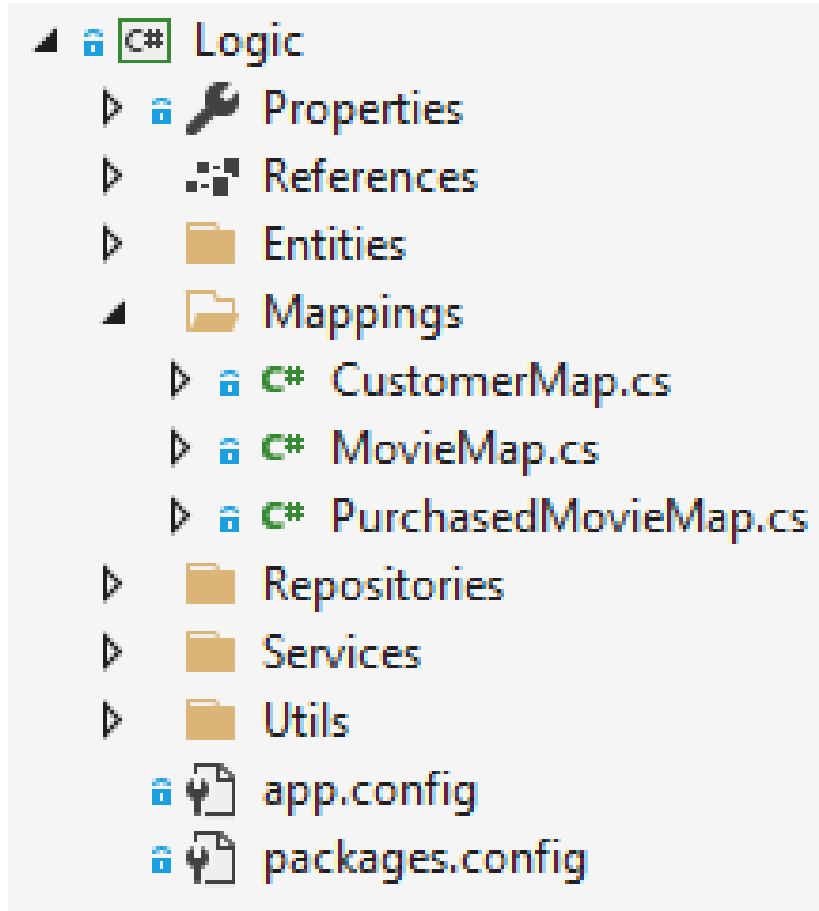 C# Logic
Properties
References
Entities
Mappings
C# CustomerMap.cs
C# MovieMap.cs
C# PurchasedMovieMap.cs
Repositories
Services
Utils
app.config
packages.config